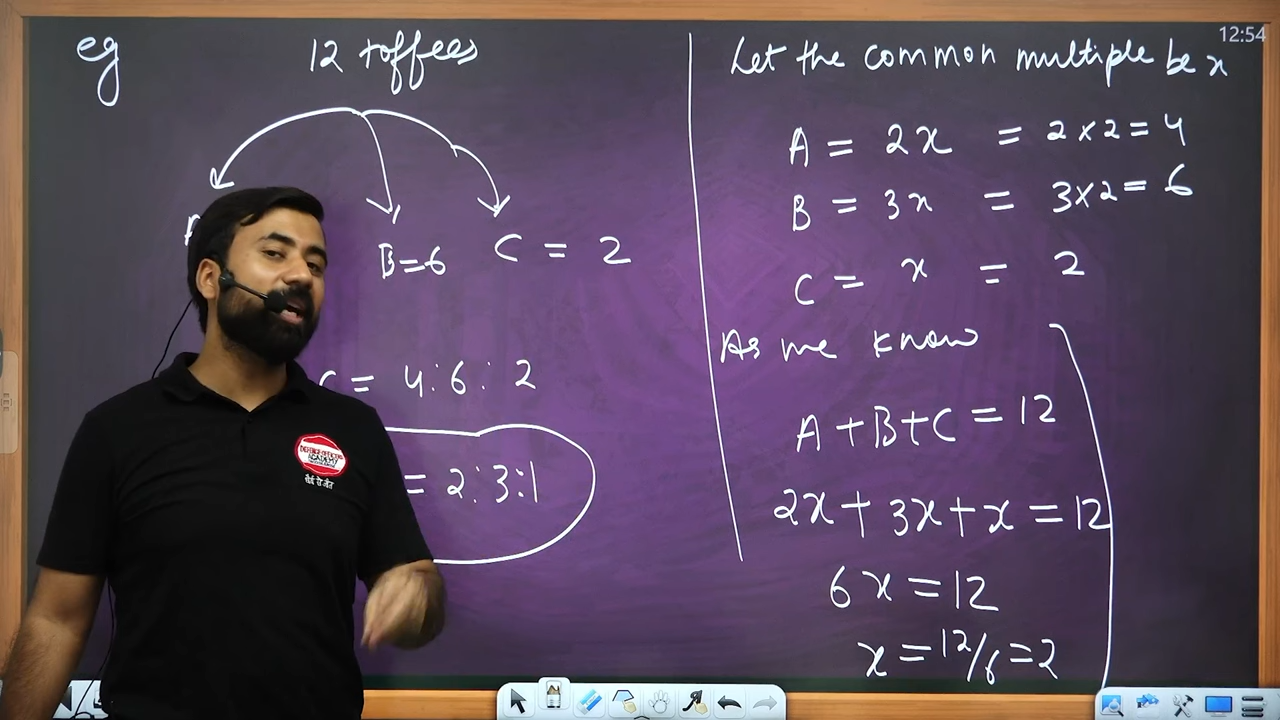 eg
12 toffees
B=6
C = 2
C = 4:6:2
= 2:3:1
12:54
Let the common multiple be x
A = 2x = 2×2=4
B = 3x = 3×2=6
C = x = 2
As we know
A+B+C=12
2x+3x+x=12
6x=12
x=12/6=2
ACADEMY